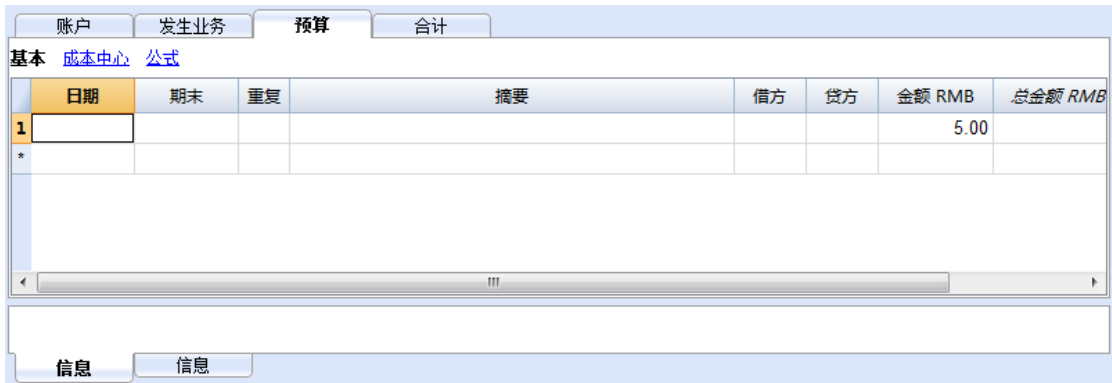 账户 发生业务 预算 合计
基本 成本中心 公式
日期 期末 重复 摘要 借方 贷方 金额 RMB 总金额 RMB
1 5.00
*
信息 信息